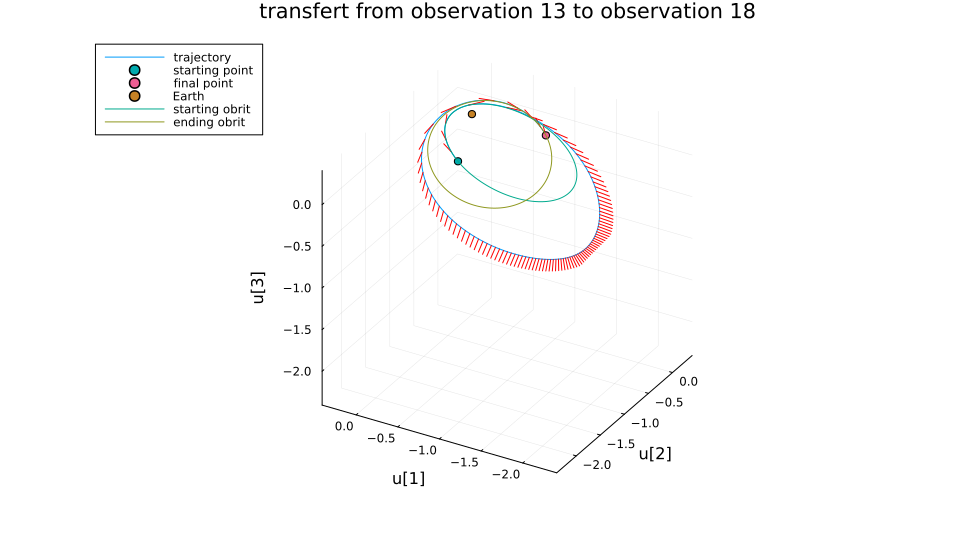 transfert from observation 13 to observation 18
trajectory
starting point
final point
Earth
starting obrit
ending obrit
0.0
−0.5
−1.0
−1.5
−2.0
u[3]
0.0
−0.5
−1.0
−1.5
−2.0
u[1]
0.0
−0.5
−1.0
−1.5
−2.0
u[2]